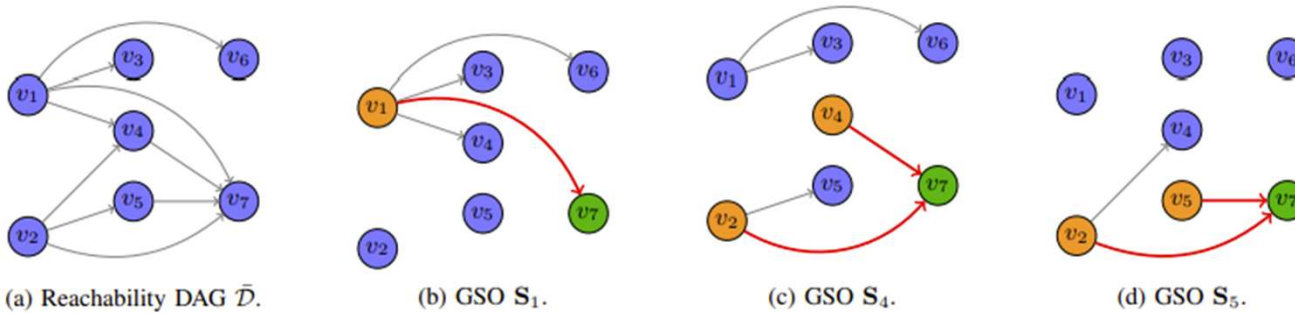 v1 v2 v3 v4 v5 v6 v7
v1 v2 v3 v4 v5 v6 v7
v1 v2 v3 v4 v5 v6 v7
v1 v2 v3 v4 v5 v6 v7
(a) Reachability DAG D̄.
(b) GSO S1.
(c) GSO S4.
(d) GSO S5.